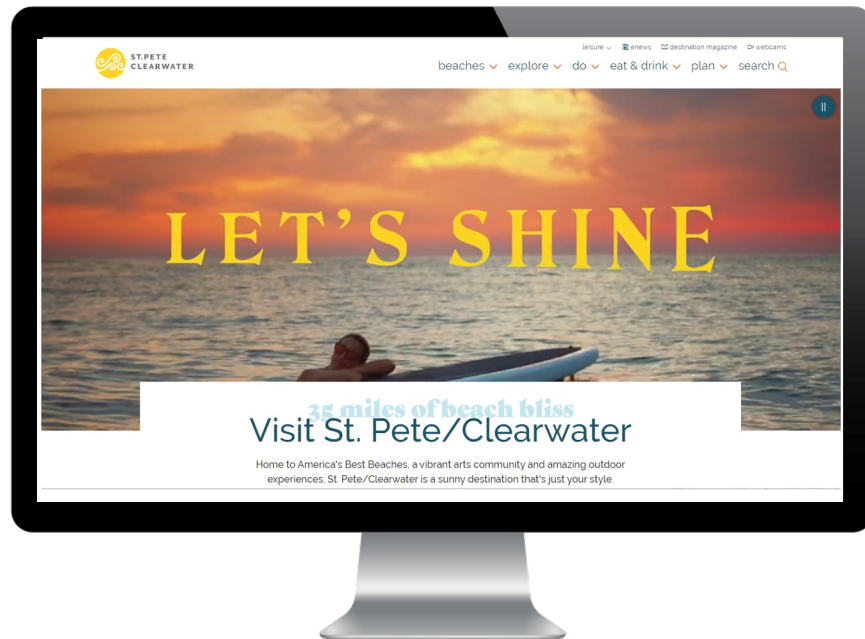 leisure enews destination magazine webcams
ST.PETE
CLEARWATER
beaches explore do eat & drink plan search
LET'S SHINE
35 miles of beach bliss
Visit St. Pete/Clearwater
Home to America's Best Beaches, a vibrant arts community and amazing outdoor
experiences, St. Pete/Clearwater is a sunny destination that's just your style.